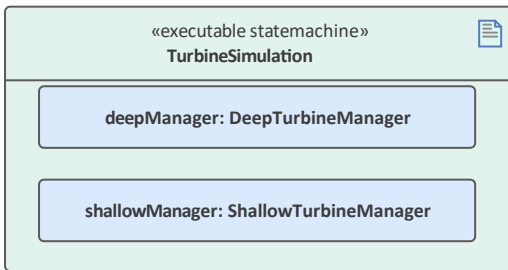 «executable statemachine»
TurbineSimulation
deepManager: DeepTurbineManager
shallowManager: ShallowTurbineManager